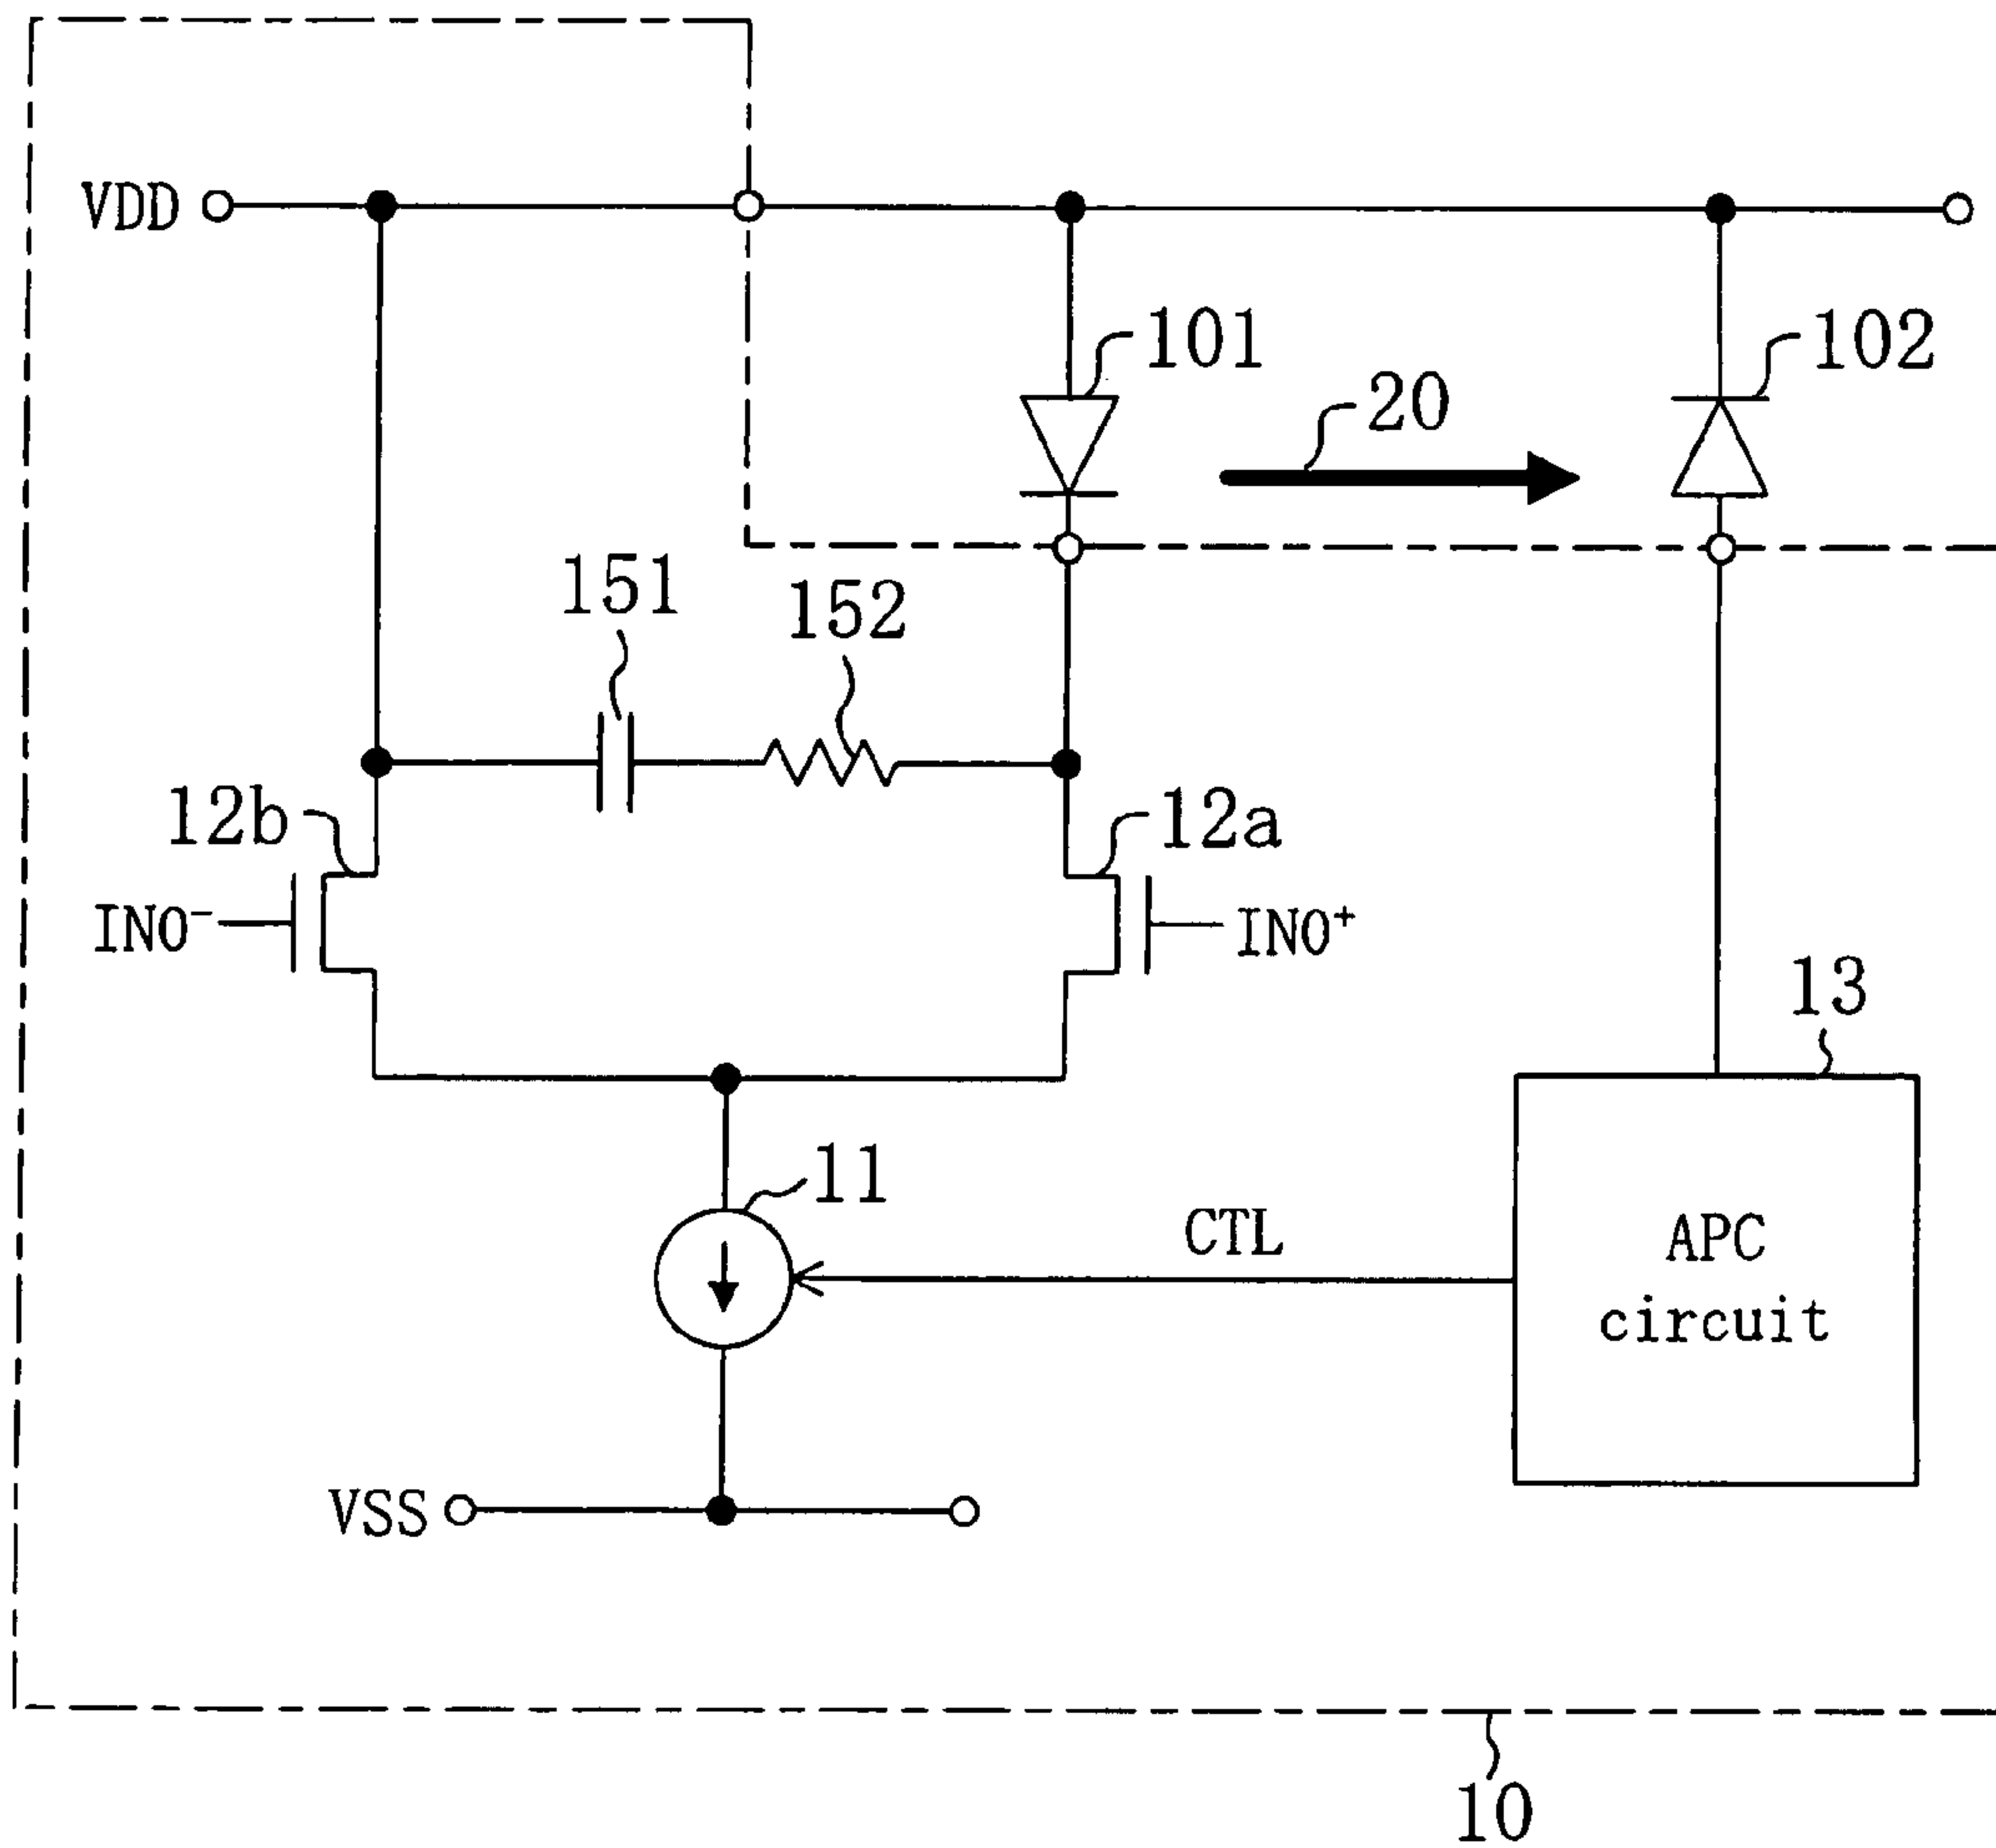 VDD
101
102
20
151
152
12b
12a
IN0⁻
IN0⁺
13
11
CTL
APC
circuit
VSS
10